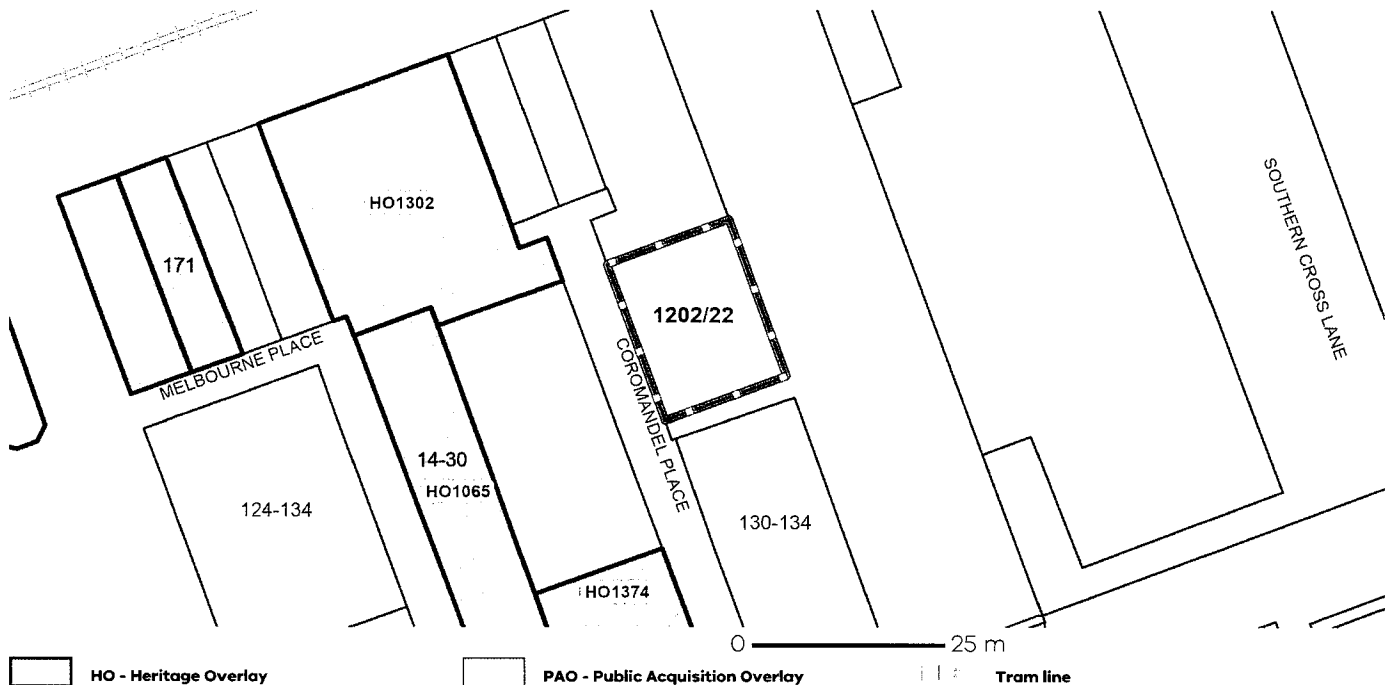 HO1302
171
1202/22
SOUTHERN CROSS LANE
MELBOURNE PLACE
COROMANDEL PLACE
14-30
HO1065
124-134
130-134
HO1374
0 25 m
HO - Heritage Overlay
PAO - Public Acquisition Overlay
Tram line